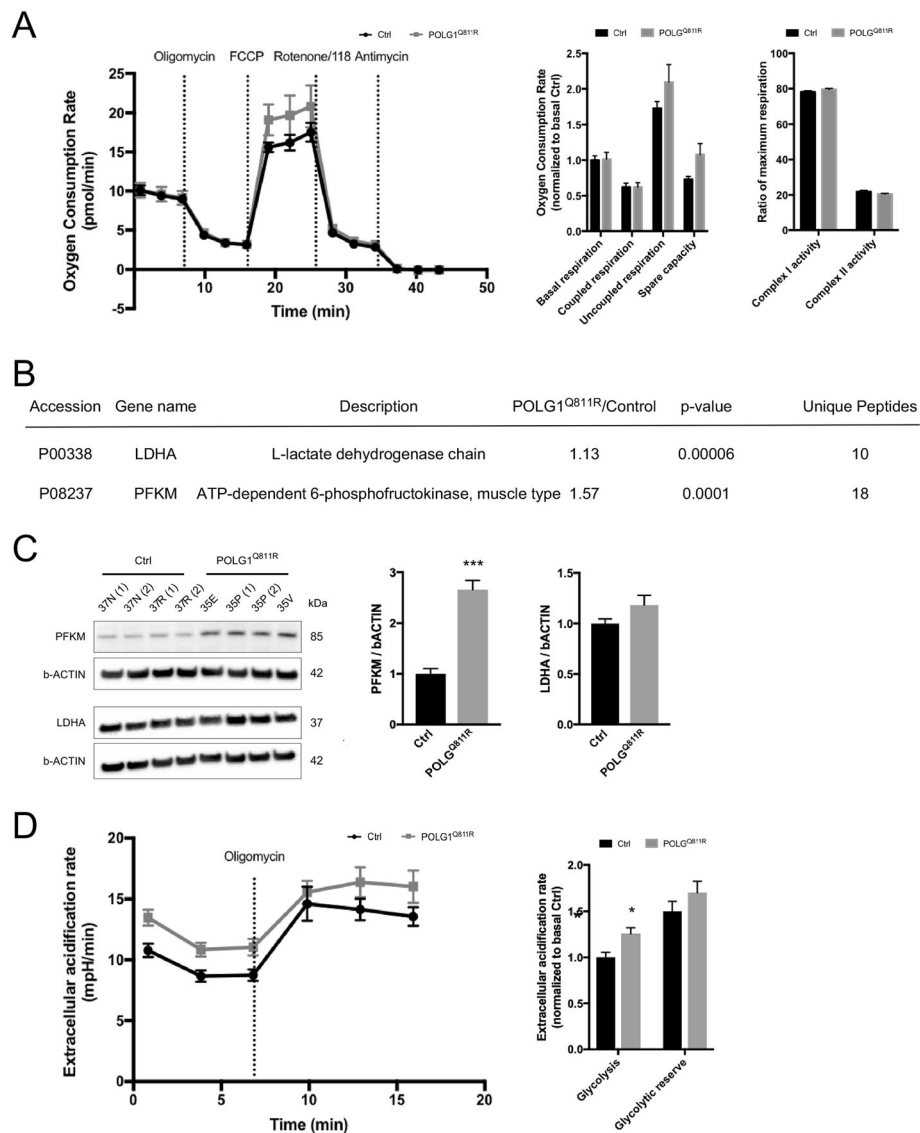 A
Ctrl POLG1Q811R
Oligomycin FCCP Rotenone/118 Antimycin
Oxygen Consumption Rate
(pmol/min)
25
20
15
10
5
0
-5
10 20 30 40 50
Time (min)
Ctrl POLGQ811R
Oxygen Consumption Rate
(normalized to basal Ctrl)
2.5
2.0
1.5
1.0
0.5
0.0
Basal respiration
Coupled respiration
Uncoupled respiration
Spare capacity
Ctrl POLGQ811R
Ratio of maximum respiration
100
80
60
40
20
0
Complex I activity
Complex II activity
B
Accession Gene name Description POLG1Q811R/Control p-value Unique Peptides
P00338 LDHA L-lactate dehydrogenase chain 1.13 0.00006 10
P08237 PFKM ATP-dependent 6-phosphofructokinase, muscle type 1.57 0.0001 18
C
Ctrl POLG1Q811R
37N (1) 37N (2) 37R (1) 37R (2) 35E 35P (1) 35P (2) 35V kDa
PFKM 85
b-ACTIN 42
LDHA 37
b-ACTIN 42
PFKM / bACTIN
3
2
1
0
***
Ctrl
POLGQ811R
LDHA / bACTIN
1.5
1.0
0.5
0.0
Ctrl
POLGQ811R
D
Ctrl POLG1Q811R
Oligomycin
Extracellular acidification rate
(mpH/min)
20
15
10
5
0
0 5 10 15 20
Time (min)
Ctrl POLGQ811R
Extracellular acidification rate
(normalized to basal Ctrl)
2.0
1.5
1.0
0.5
0.0
*
Glycolysis
Glycolytic reserve